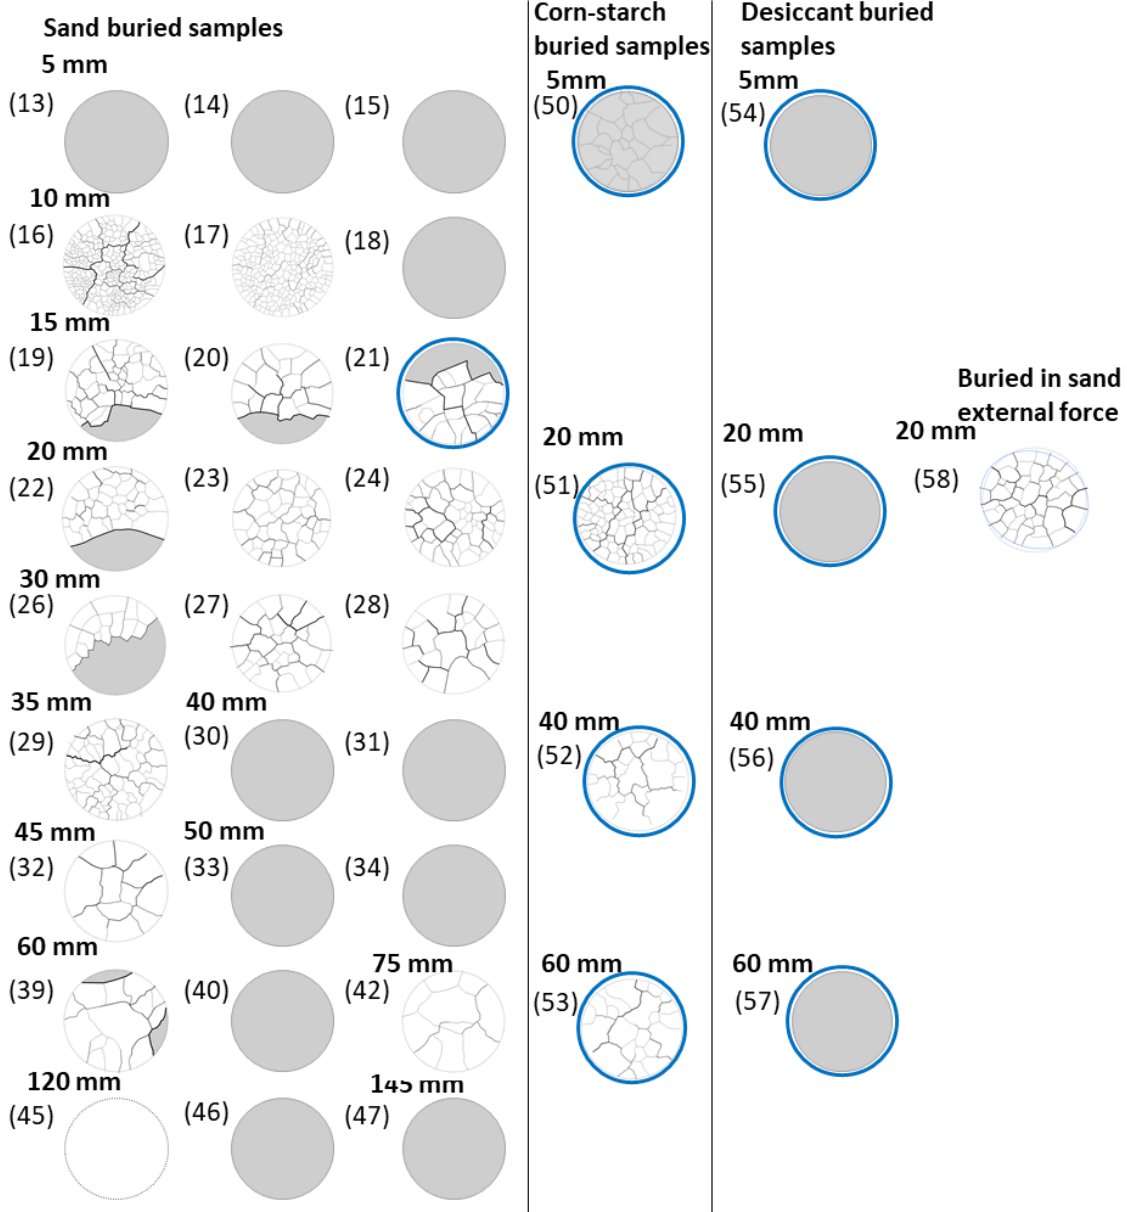 Sand buried samples
5 mm
(13) (14) (15)
10 mm
(16) (17) (18)
15 mm
(19) (20) (21)
20 mm
(22) (23) (24)
30 mm
(26) (27) (28)
35 mm 40 mm
(29) (30) (31)
45 mm 50 mm
(32) (33) (34)
60 mm 75 mm
(39) (40) (42)
120 mm 145 mm
(45) (46) (47)
Corn-starch
buried samples
5mm
(50)
20 mm
(51)
40 mm
(52)
60 mm
(53)
Desiccant buried
samples
5mm
(54)
20 mm
(55)
40 mm
(56)
60 mm
(57)
Buried in sand
external force
20 mm
(58)